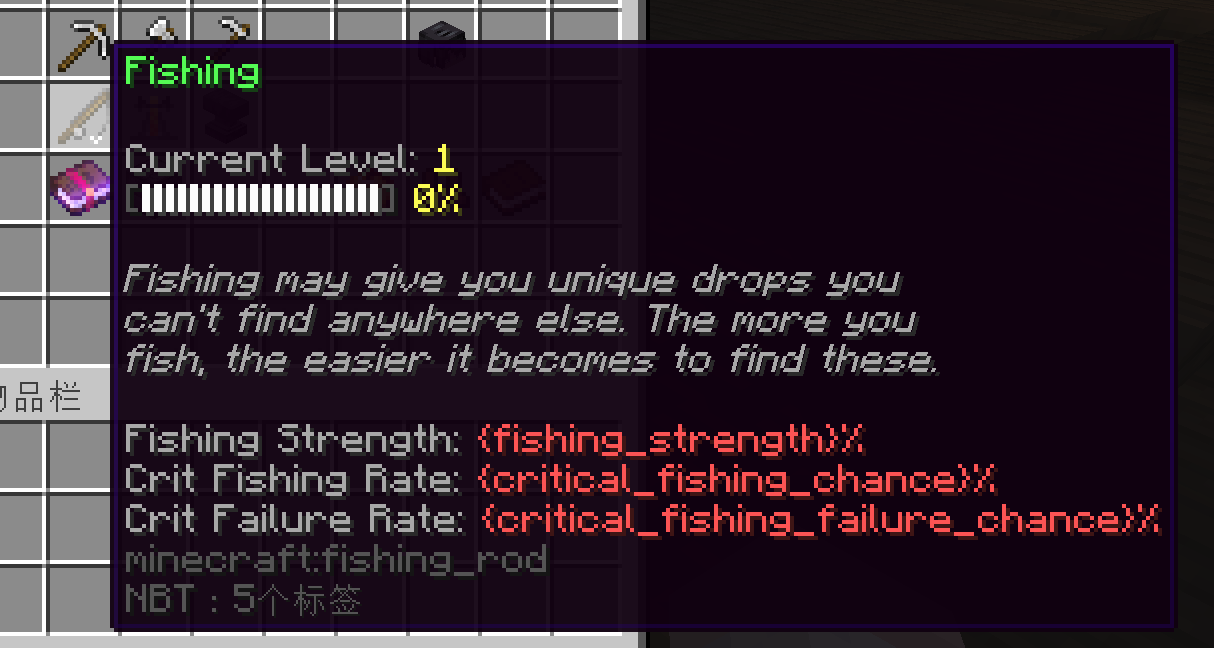 Fishing
Current Level: 1
0%
Fishing may give you unique drops you
can't find anywhere else. The more you
fish, the easier it becomes to find these.
品栏
Fishing Strength: {fishing_strength}%
Crit Fishing Rate: {critical_fishing_chance}%
Crit Failure Rate: {critical_fishing_failure_chance}%
minecraft:fishing_rod
NBT : 5个标签